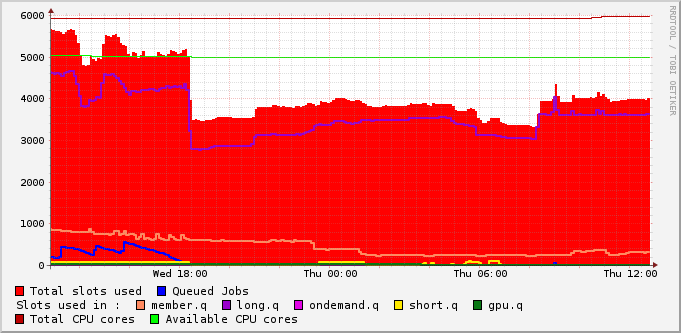 RRDTOOL / TOBI OETIKER
6000
5000
4000
3000
2000
1000
0
Wed 18:00 Thu 00:00 Thu 06:00 Thu 12:00
Total slots used Queued Jobs
Slots used in : member.q long.q ondemand.q short.q gpu.q
Total CPU cores Available CPU cores